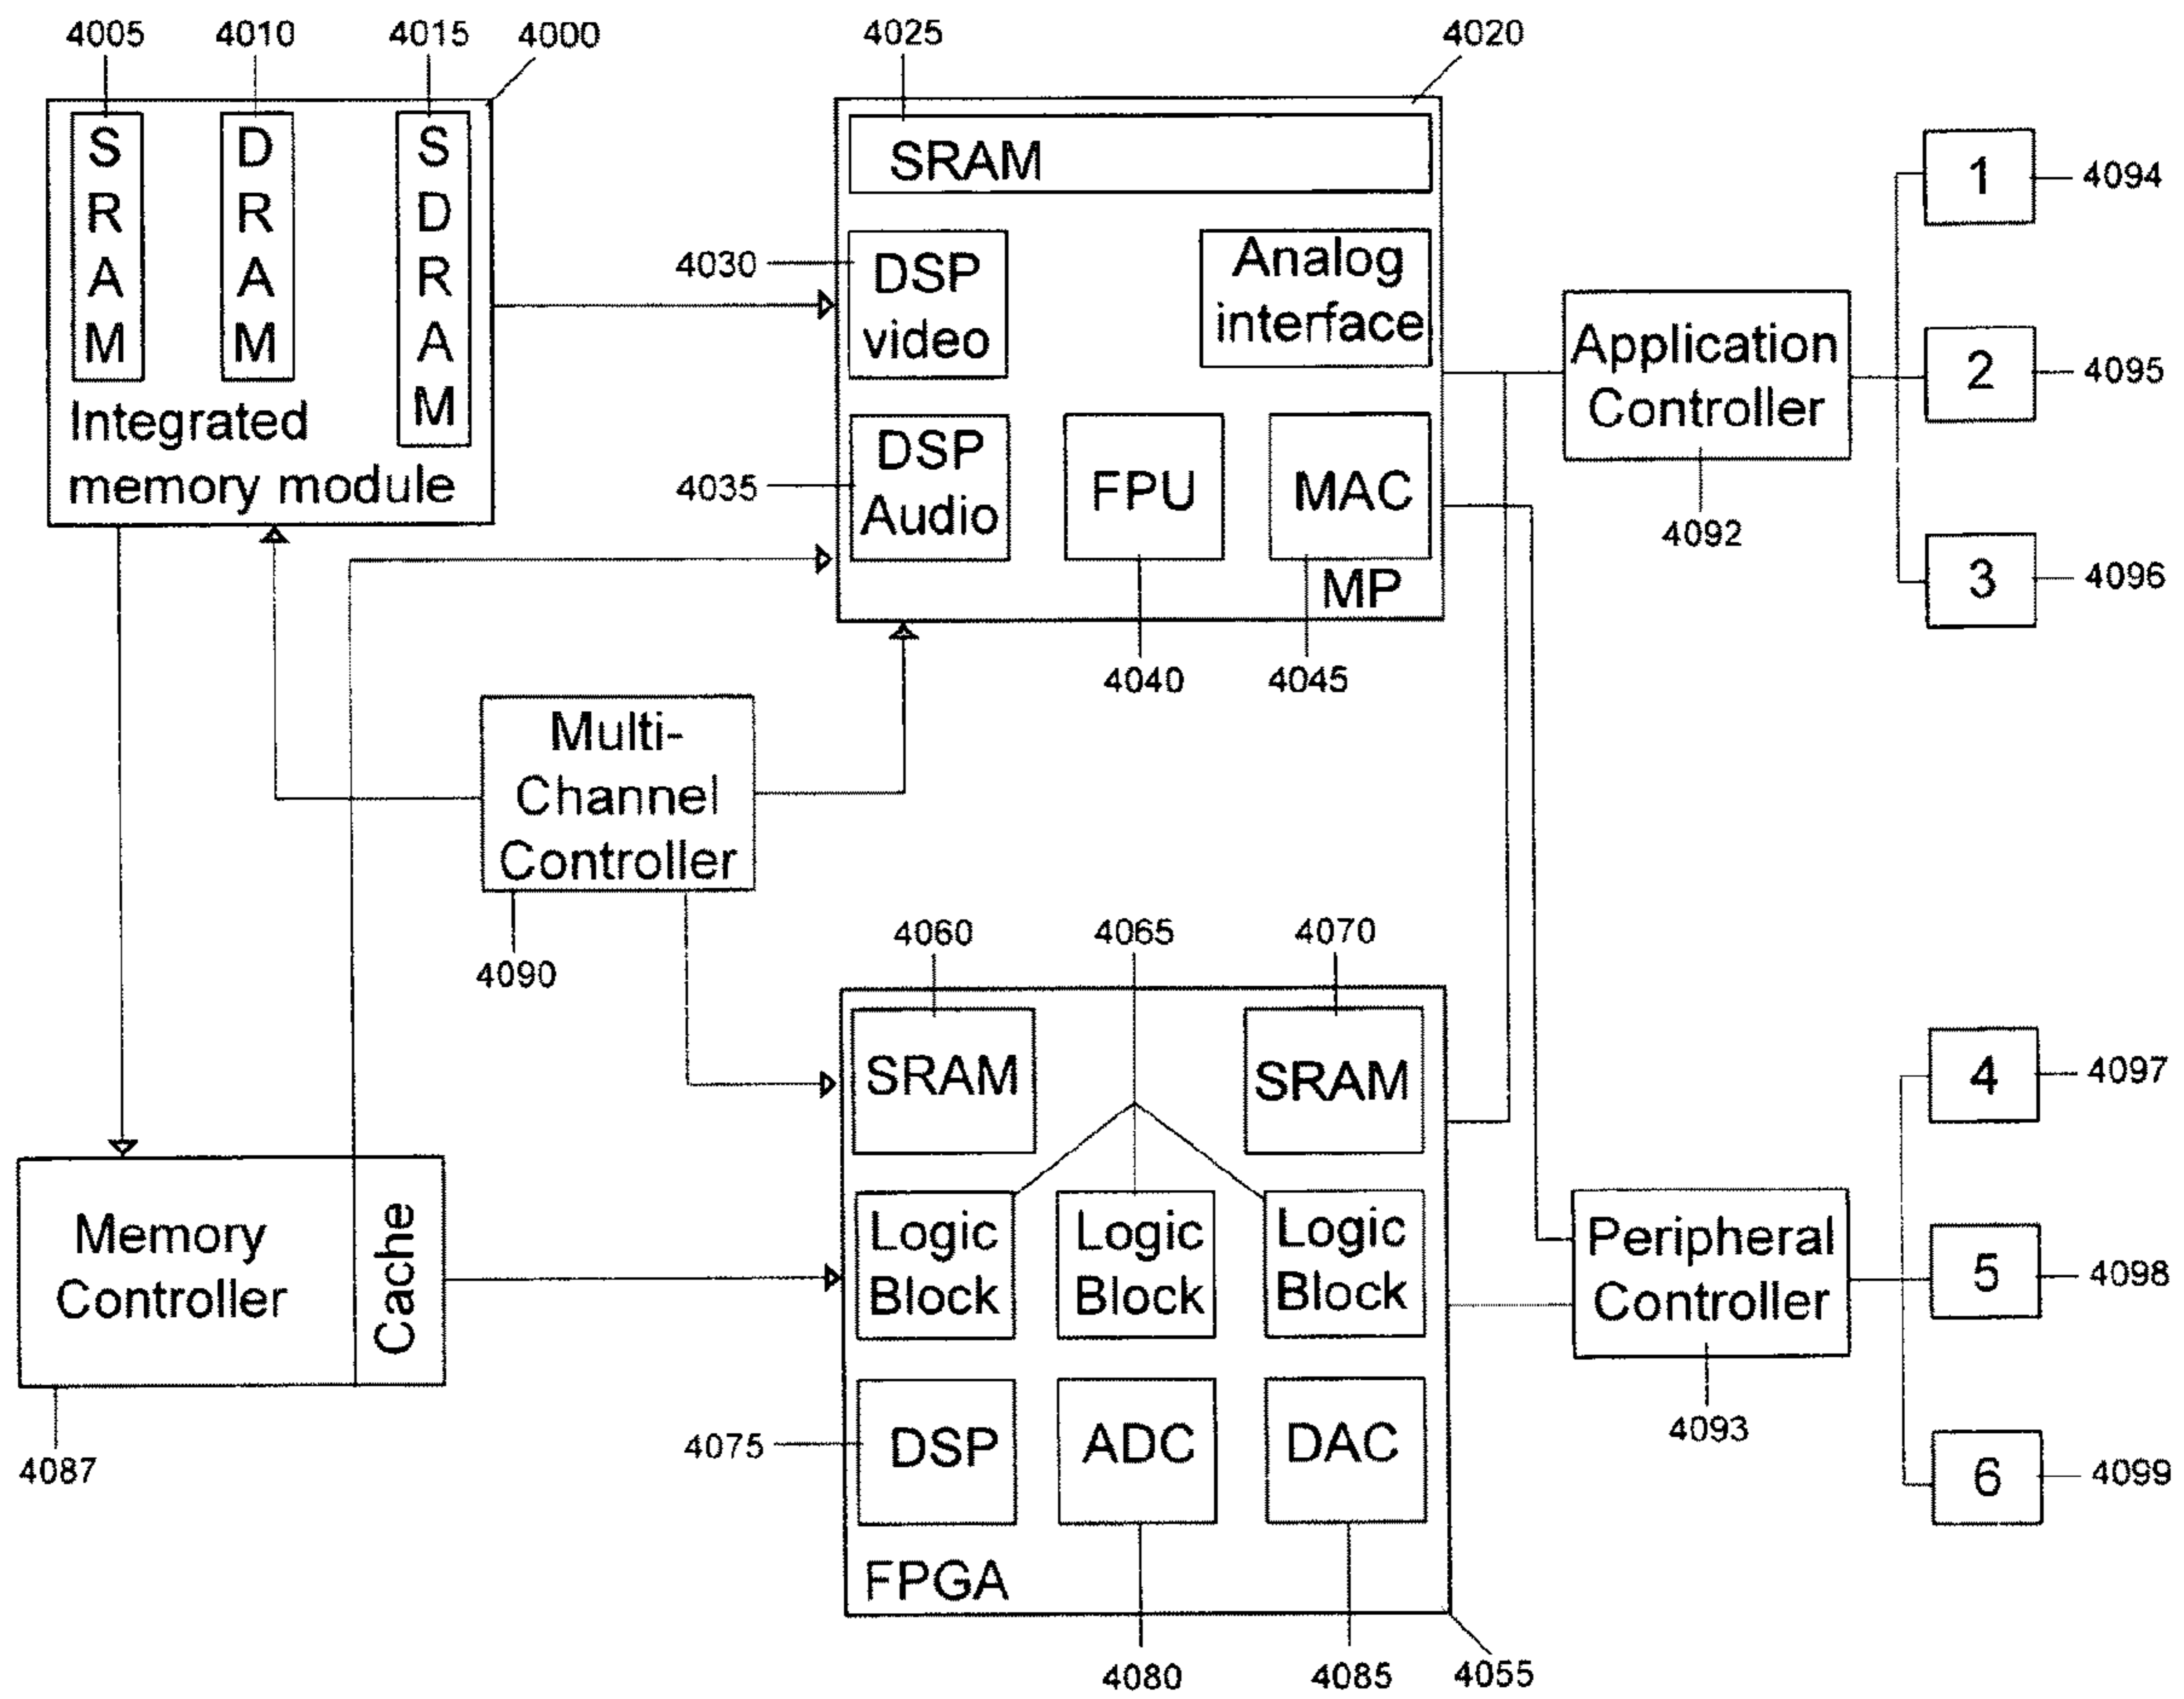 4005
4010
4015
4000
4025
4020
S
R
A
M
D
R
A
M
S
D
R
A
M
Integrated
memory module
SRAM
4030
DSP
video
Analog
interface
4035
DSP
Audio
FPU
MAC
MP
4040
4045
Application
Controller
4092
1
4094
2
4095
3
4096
Multi-
Channel
Controller
4090
4060
4065
4070
SRAM
SRAM
Logic
Block
Logic
Block
Logic
Block
4075
DSP
ADC
DAC
FPGA
4080
4085
4055
Memory
Controller
Cache
4087
Peripheral
Controller
4093
4
4097
5
4098
6
4099